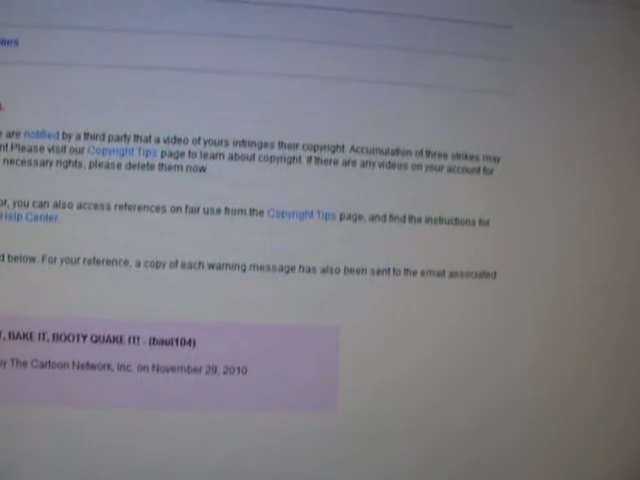 e are notified by a third party that a video of yours infringes their copyright. Accumulation of three strikes may
nt Please visit our Copyright Tips page to learn about copyright. If there are any videos on your account for
necessary rights, please delete them now.
or, you can also access references on fair use from the Copyright Tips page, and find the instructions for
Help Center.
d below. For your reference, a copy of each warning message has also been sent to the email associated
, BAKE IT, BOOTY QUAKE IT! - (baul104)
y The Cartoon Network, Inc. on November 29, 2010